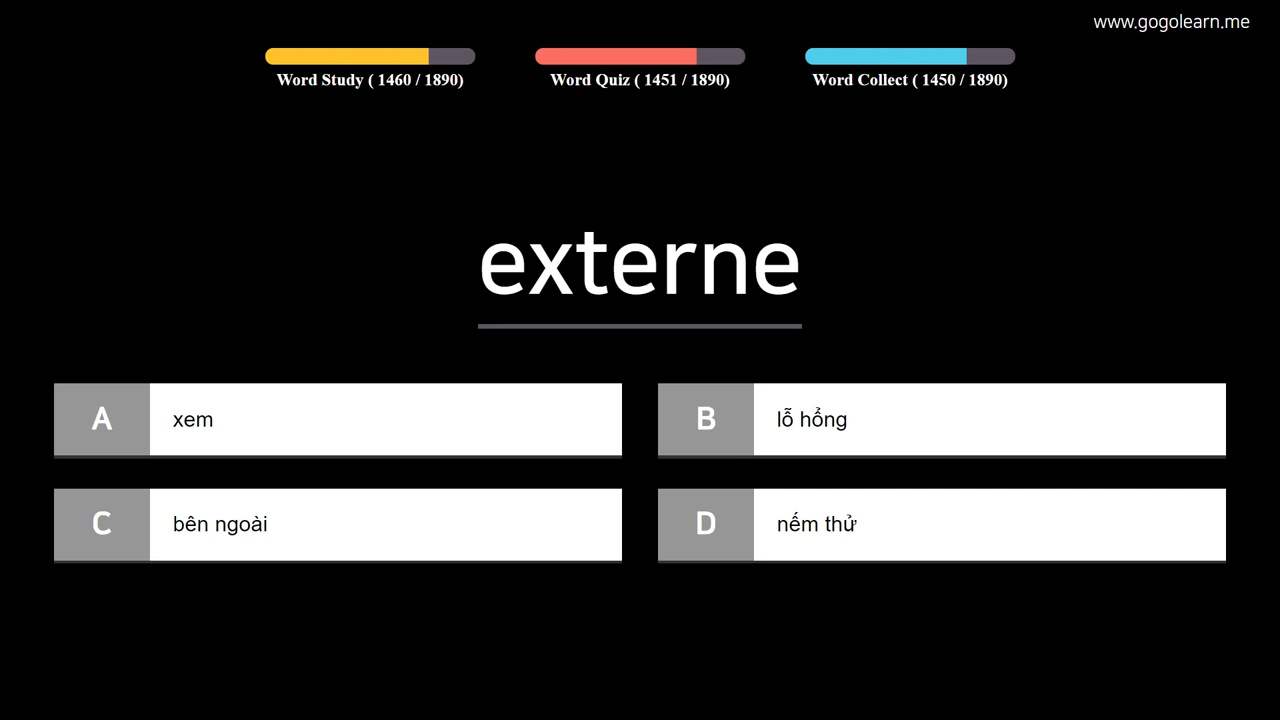 www.gogolearn.me
Word Study ( 1460 / 1890)
Word Quiz ( 1451 / 1890)
Word Collect ( 1450 / 1890)
externe
A xem
B lỗ hổng
C bên ngoài
D nếm thử